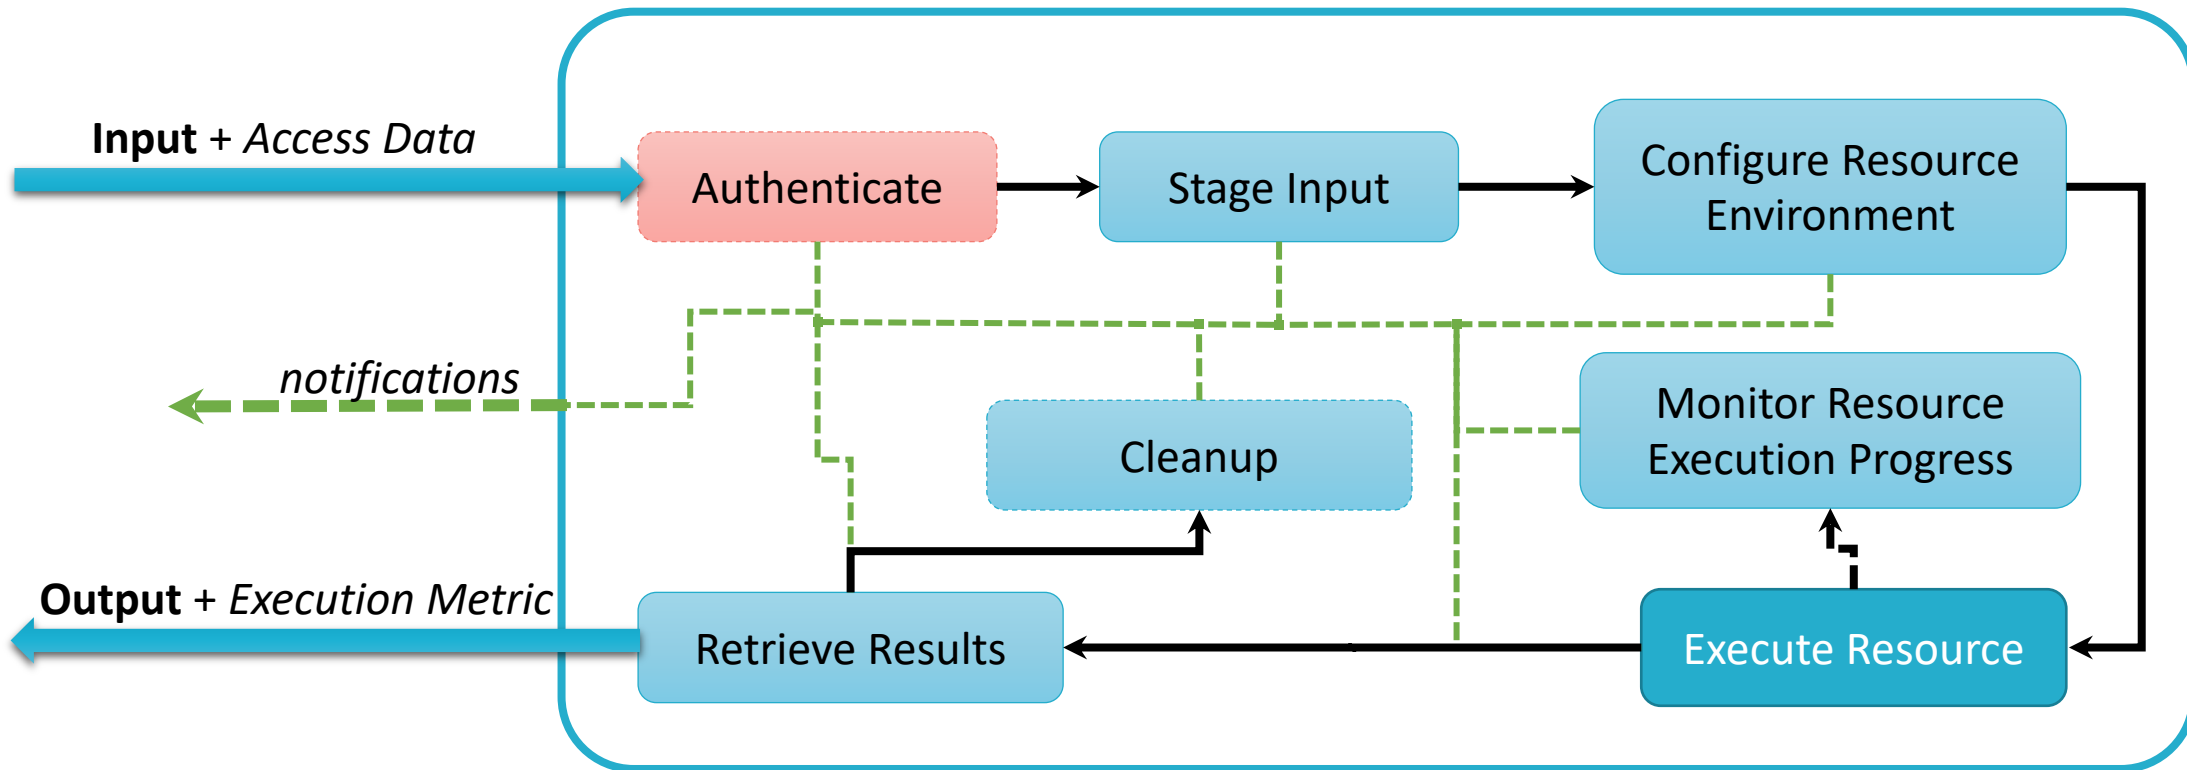 Input + Access Data
Authenticate
Stage Input
Configure Resource
Environment
notifications
Cleanup
Monitor Resource
Execution Progress
Output + Execution Metric
Retrieve Results
Execute Resource